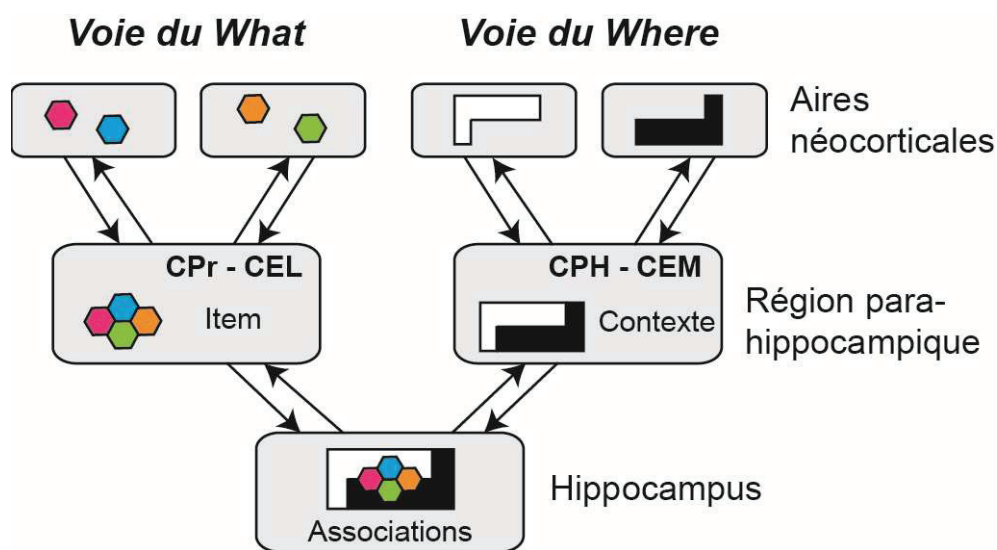 Voie du What
Voie du Where
Aires
néocorticales
CPr - CEL
Item
CPH - CEM
Contexte
Région para-
hippocampique
Associations
Hippocampus